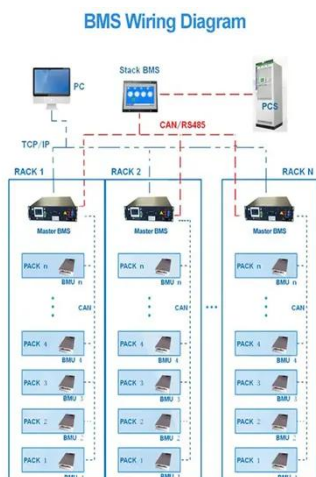 BMS Wiring Diagram
PC
Stack BMS
PCS
CAN/RS485
TCP/IP
RACK 1
RACK 2
RACK N
Master BMS
Master BMS
Master BMS
PACK n
PACK n
PACK n
BMU n
BMU n
BMU n
CAN
CAN
CAN
PACK 4
PACK 4
PACK 4
BMU 4
BMU 4
BMU 4
PACK 3
PACK 3
PACK 3
BMU 3
BMU 3
BMU 3
PACK 2
PACK 2
PACK 2
BMU 2
BMU 2
BMU 2
PACK 1
PACK 1
PACK 1